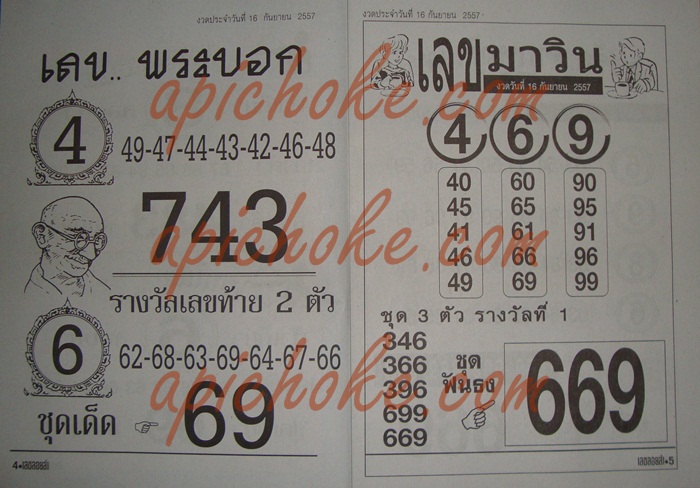 งวดประจำวันที่ 16 กันยายน 2557
เลข.. พระบอก
4
49-47-44-43-42-46-48
743
รางวัลเลขท้าย 2 ตัว
6
62-68-63-69-64-67-66
ชุดเด็ด
69
4
งวดประจำวันที่ 16 กันยายน 2557
เลขมาวิน
งวดวันที่ 16 กันยายน 2557
4 6 9
40 60 90
45 65 95
41 61 91
46 66 96
49 69 99
ชุด 3 ตัว รางวัลที่ 1
346
366
396
699
669
ชุด
ฟันธง
669
5
apichoke.com
apichoke.com
apichoke.com